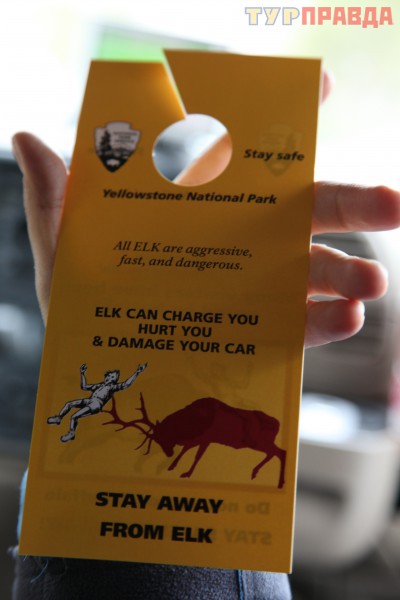 ТУРПРАВДА
Stay safe
Yellowstone National Park
All ELK are aggressive,
fast, and dangerous.
ELK CAN CHARGE YOU
HURT YOU
& DAMAGE YOUR CAR
STAY AWAY
FROM ELK